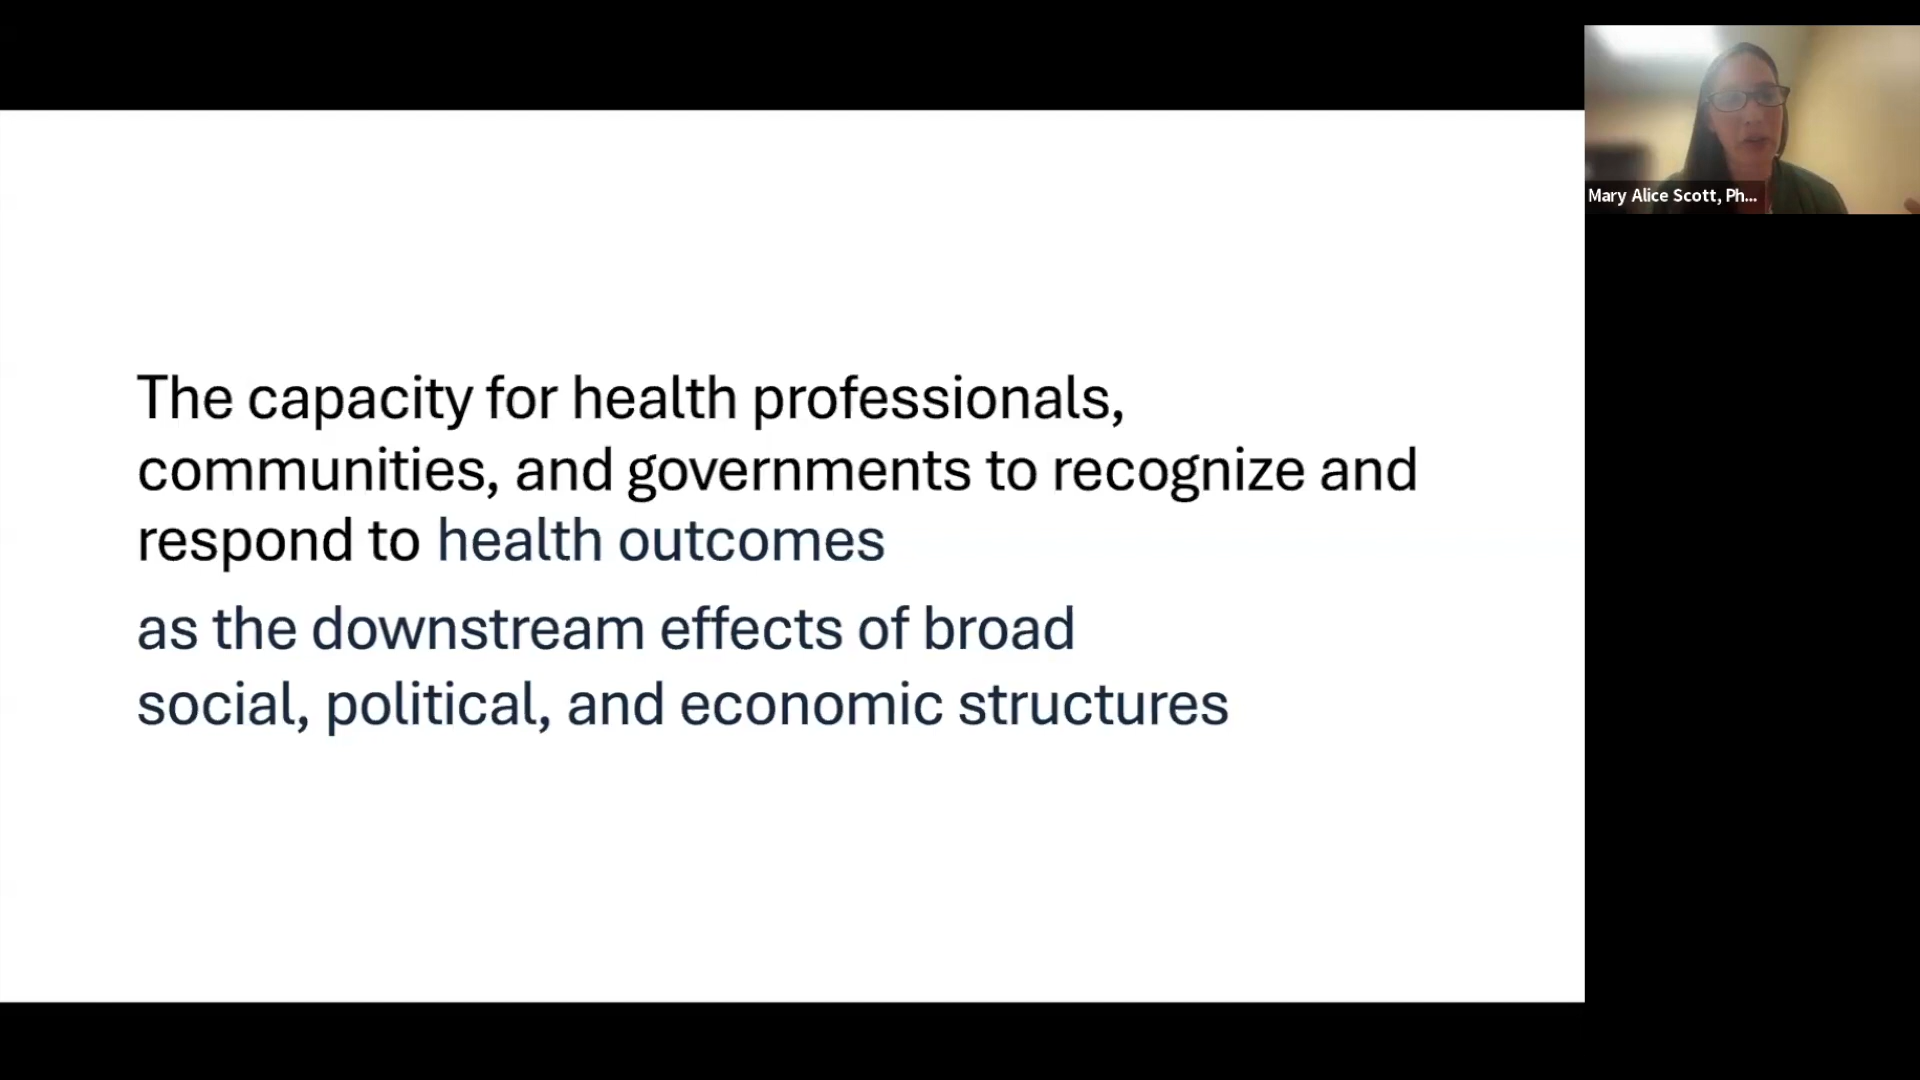 The capacity for health professionals,
communities, and governments to recognize and
respond to health outcomes
as the downstream effects of broad
social, political, and economic structures
Mary Alice Scott, Ph...